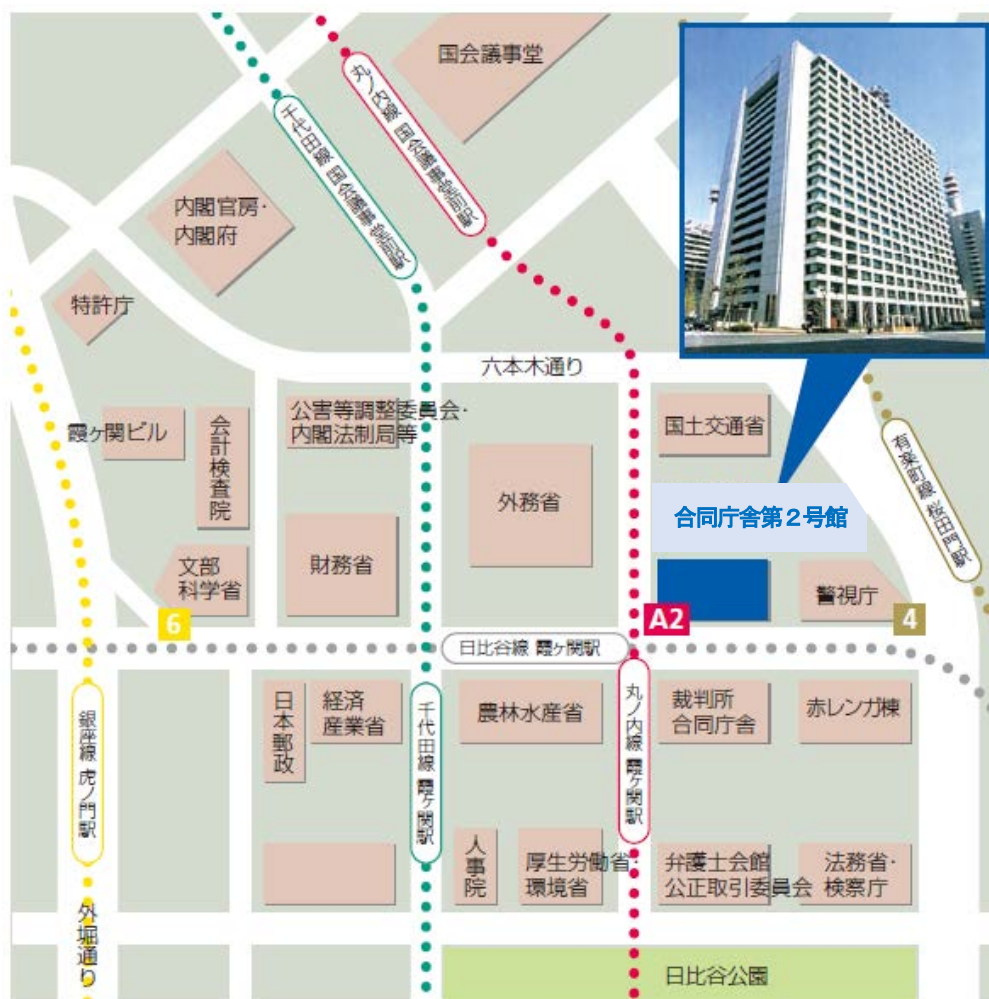 国会議事堂
丸ノ内線 国会議事堂前駅
千代田線 国会議事堂前駅
内閣官房・
内閣府
特許庁
六本木通り
霞ヶ関ビル
会計検査院
公害等調整委員会・
内閣法制局等
国土交通省
外務省
有楽町線 桜田門駅
合同庁舎第２号館
文部
科学省
財務省
警視庁
6
A2
4
日比谷線 霞ヶ関駅
銀座線 虎ノ門駅
日本郵政
経済
産業省
千代田線 霞ヶ関駅
農林水産省
丸ノ内線 霞ヶ関駅
裁判所
合同庁舎
赤レンガ棟
人事院
厚生労働省・
環境省
弁護士会館
公正取引委員会
法務省・
検察庁
外堀通り
日比谷公園